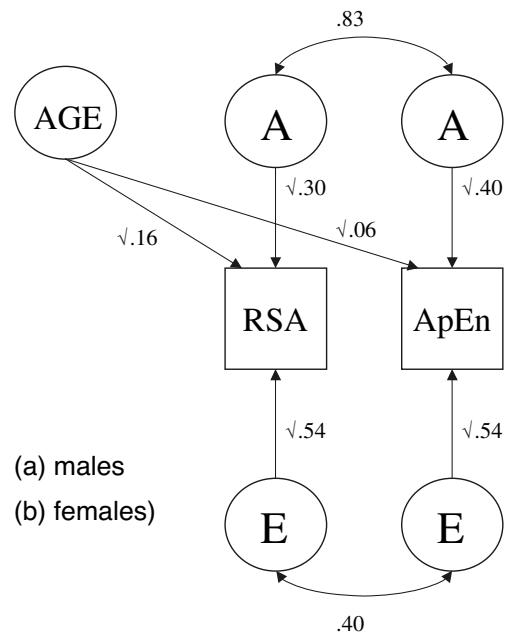 .83
AGE
A
A
√.30
√.40
√.16
√.06
RSA
ApEn
√.54
√.54
(a) males
(b) females)
E
E
.40